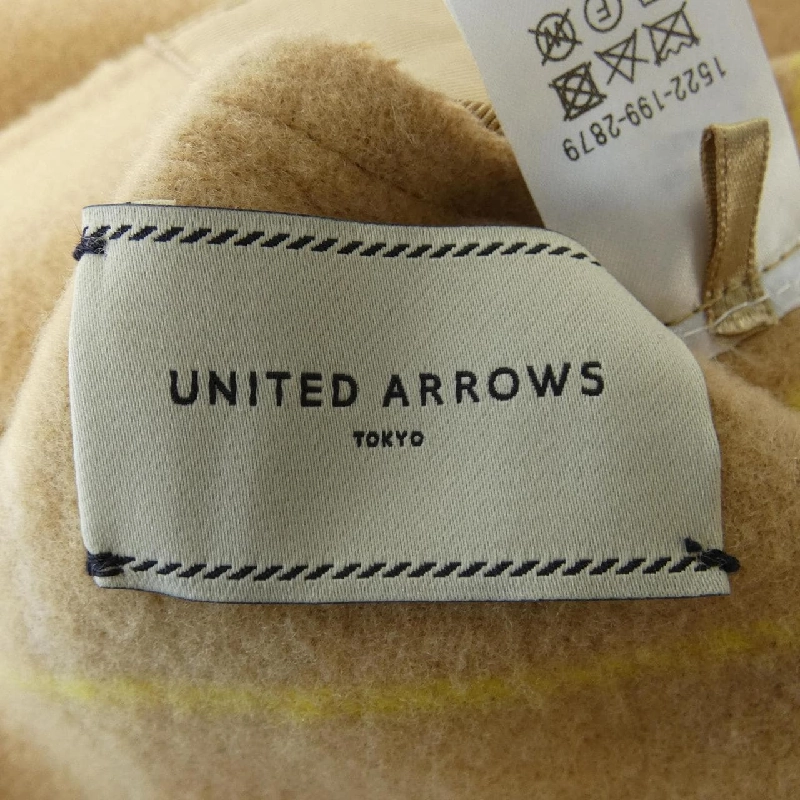 W
F
1522-199-2879
UNITED ARROWS
TOKYO